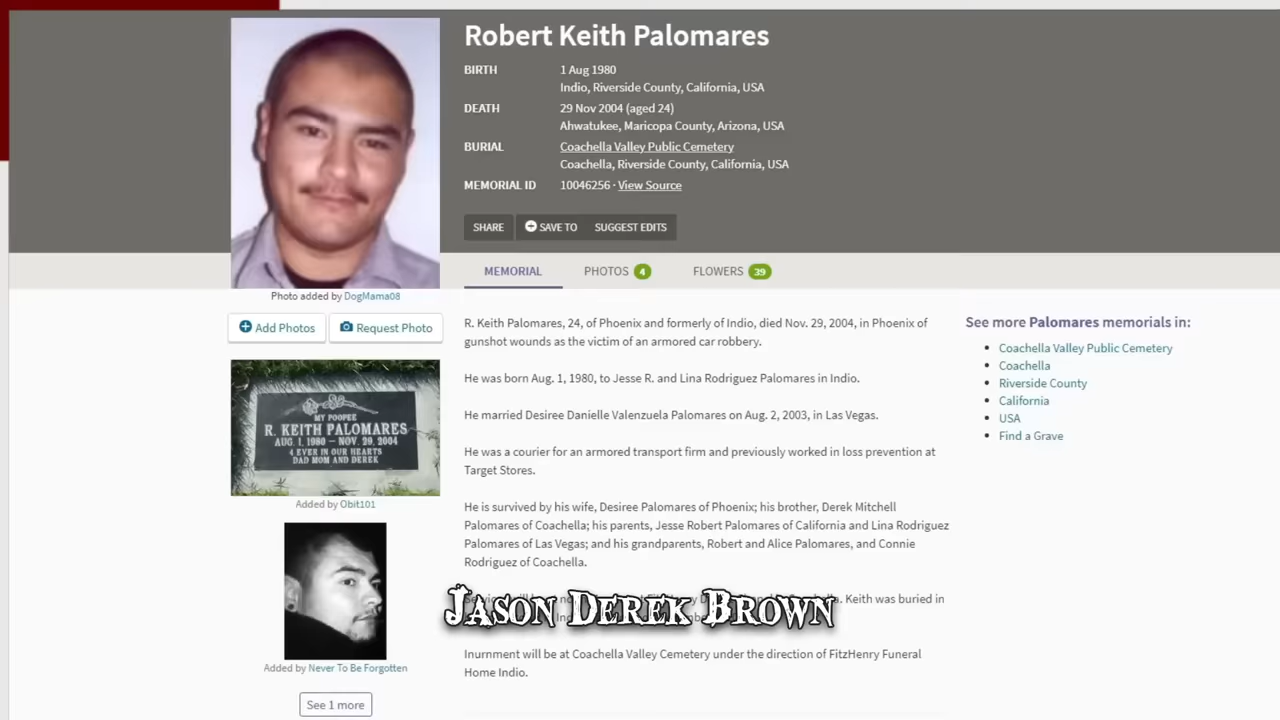 Robert Keith Palomares
BIRTH
1 Aug 1980
Indio, Riverside County, California, USA
DEATH
29 Nov 2004 (aged 24)
Ahwatukee, Maricopa County, Arizona, USA
BURIAL
Coachella Valley Public Cemetery
Coachella, Riverside County, California, USA
MEMORIAL ID
10046256 · View Source
SHARE
SAVE TO
SUGGEST EDITS
MEMORIAL
PHOTOS 4
FLOWERS 39
Photo added by DogMama08
Add Photos
Request Photo
MY POOPEE
R. KEITH PALOMARES
AUG. 1, 1980 – NOV. 29, 2004
4 EVER IN OUR HEARTS
DAD MOM AND DEREK
Added by Obit101
Added by Never To Be Forgotten
See 1 more
R. Keith Palomares, 24, of Phoenix and formerly of Indio, died Nov. 29, 2004, in Phoenix of
gunshot wounds as the victim of an armored car robbery.
He was born Aug. 1, 1980, to Jesse R. and Lina Rodriguez Palomares in Indio.
He married Desiree Danielle Valenzuela Palomares on Aug. 2, 2003, in Las Vegas.
He was a courier for an armored transport firm and previously worked in loss prevention at
Target Stores.
He is survived by his wife, Desiree Palomares of Phoenix; his brother, Derek Mitchell
Palomares of Coachella; his parents, Jesse Robert Palomares of California and Lina Rodriguez
Palomares of Las Vegas; and his grandparents, Robert and Alice Palomares, and Connie
Rodriguez of Coachella.
Keith was buried in
Jason Derek Brown
Inurnment will be at Coachella Valley Cemetery under the direction of FitzHenry Funeral
Home Indio.
See more Palomares memorials in:
Coachella Valley Public Cemetery
Coachella
Riverside County
California
USA
Find a Grave